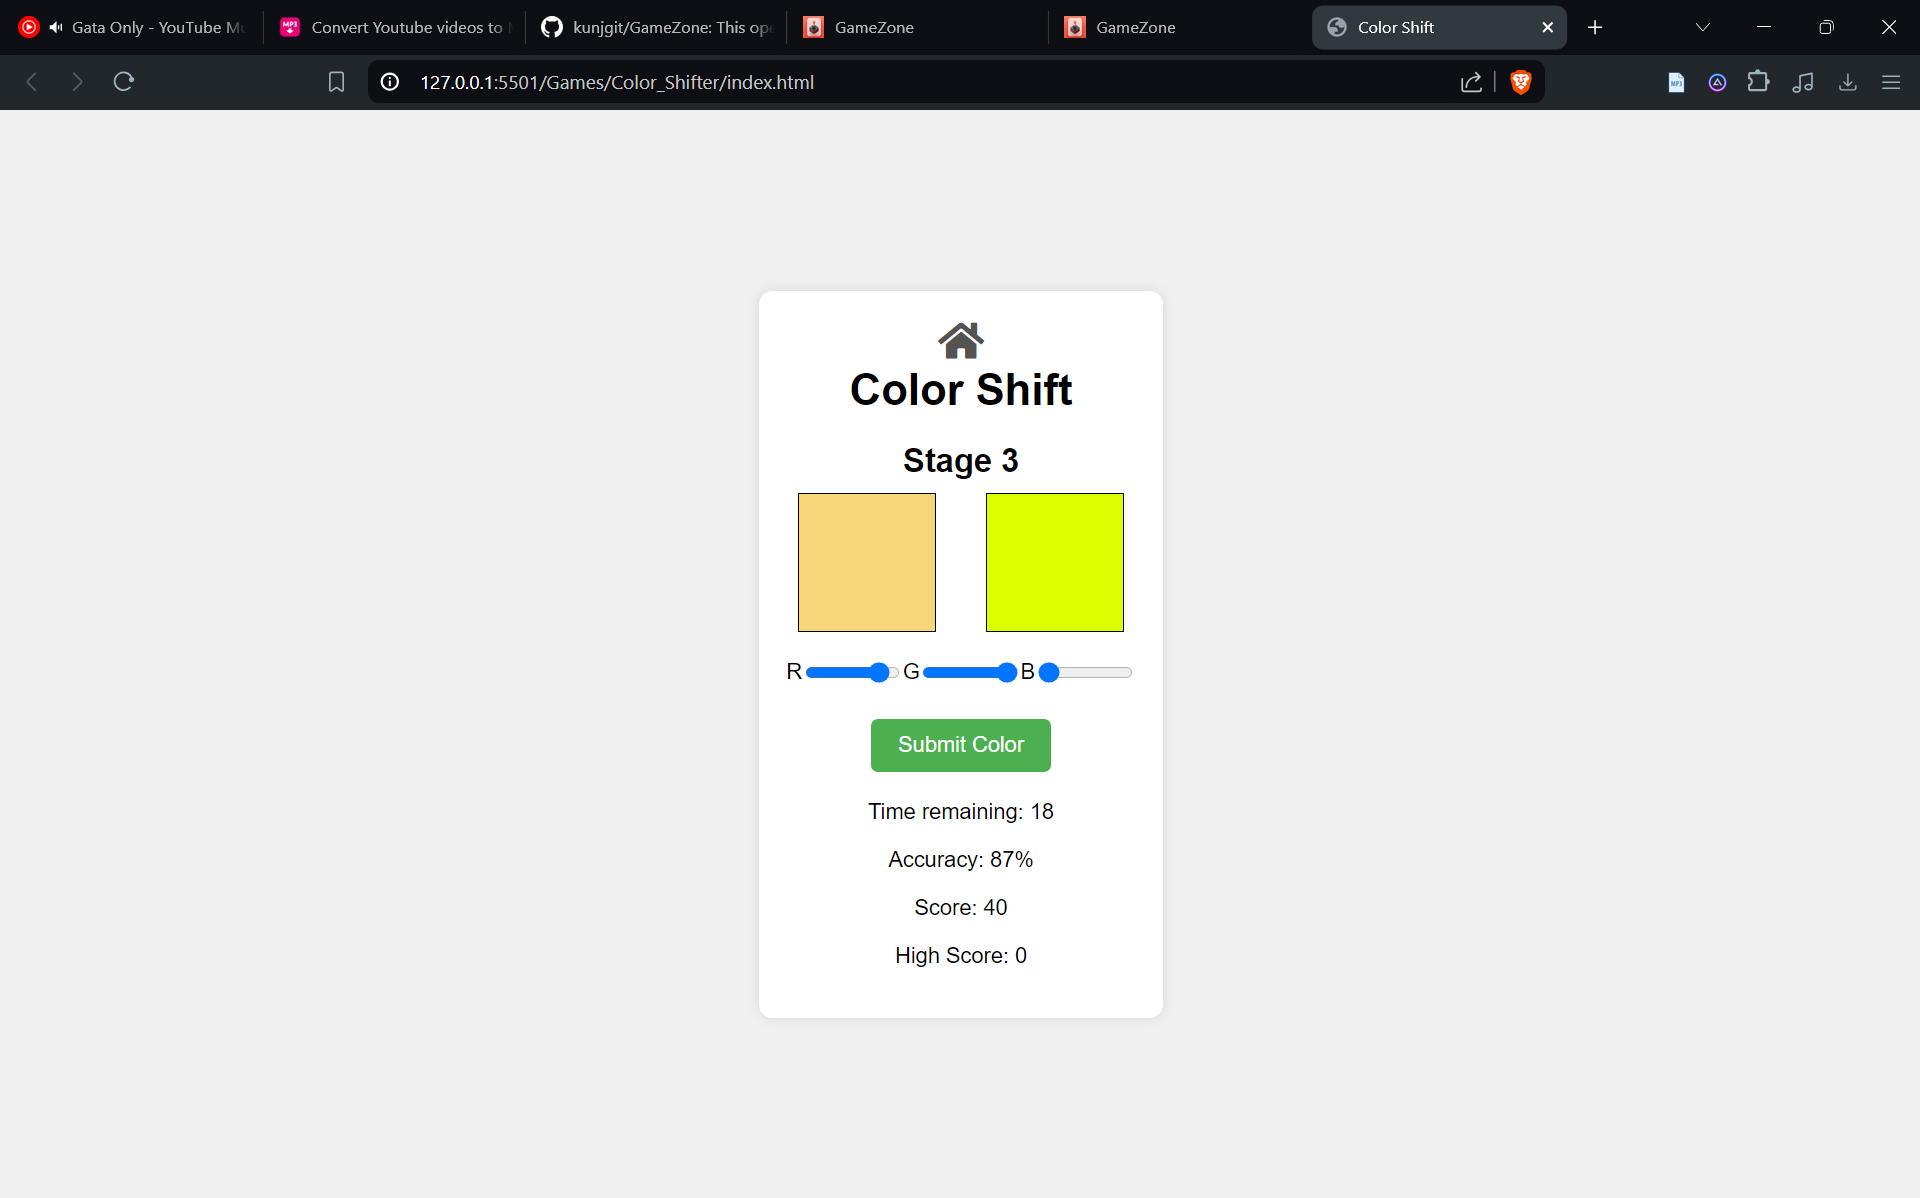 Gata Only - YouTube M
Convert Youtube videos to
kunjgit/GameZone: This ope
GameZone
GameZone
Color Shift
127.0.0.1:5501/Games/Color_Shifter/index.html
Color Shift
Stage 3
R G B
Submit Color
Time remaining: 18
Accuracy: 87%
Score: 40
High Score: 0